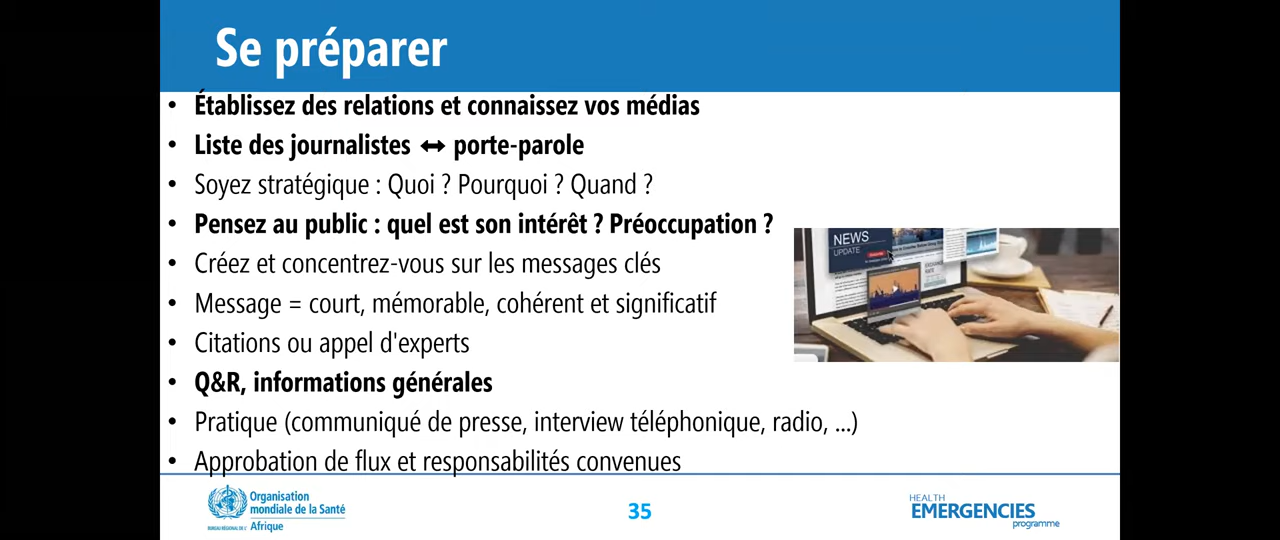 Se préparer
• Établissez des relations et connaissez vos médias
• Liste des journalistes ↔ porte-parole
• Soyez stratégique : Quoi ? Pourquoi ? Quand ?
• Pensez au public : quel est son intérêt ? Préoccupation ?
• Créez et concentrez-vous sur les messages clés
• Message = court, mémorable, cohérent et significatif
• Citations ou appel d'experts
• Q&R, informations générales
• Pratique (communiqué de presse, interview téléphonique, radio, ...)
• Approbation de flux et responsabilités convenues
NEWS
UPDATE
Organisation
mondiale de la Santé
BUREAU RÉGIONAL DE L' Afrique
35
HEALTH
EMERGENCIES
programme